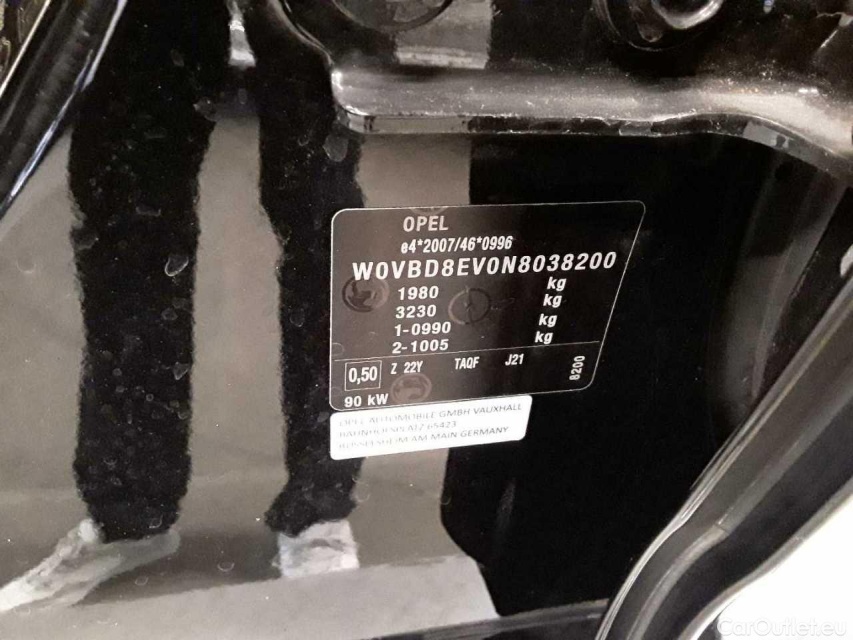 OPEL
e4*2007/46*0996
W0VBD8EV0N8038200
1980 kg
3230 kg
1-0990 kg
2-1005 kg
0,50 Z 22Y TAQF J21 8200
90 kW
OPEL AUTOMOBILE GMBH VAUXHALL
BAHNHOFSPLATZ 65423
RÜSSELSHEIM AM MAIN GERMANY
CarOutlet.eu